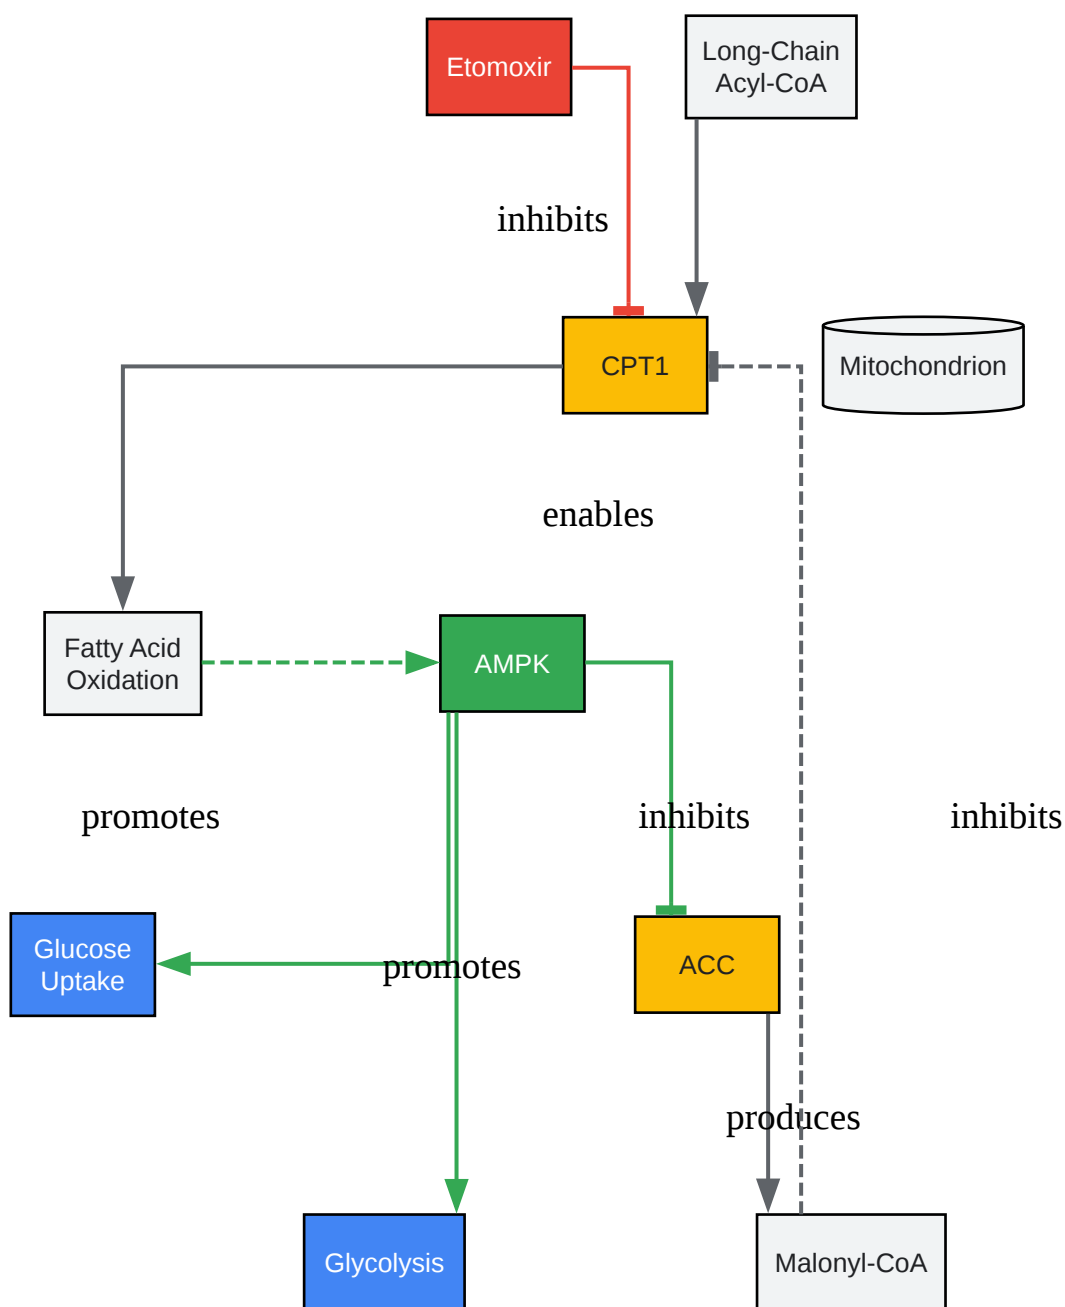 Etomoxir
Long-Chain
Acyl-CoA
inhibits
CPT1
Mitochondrion
enables
Fatty Acid
Oxidation
AMPK
promotes
inhibits
inhibits
Glucose
Uptake
promotes
ACC
produces
Glycolysis
Malonyl-CoA